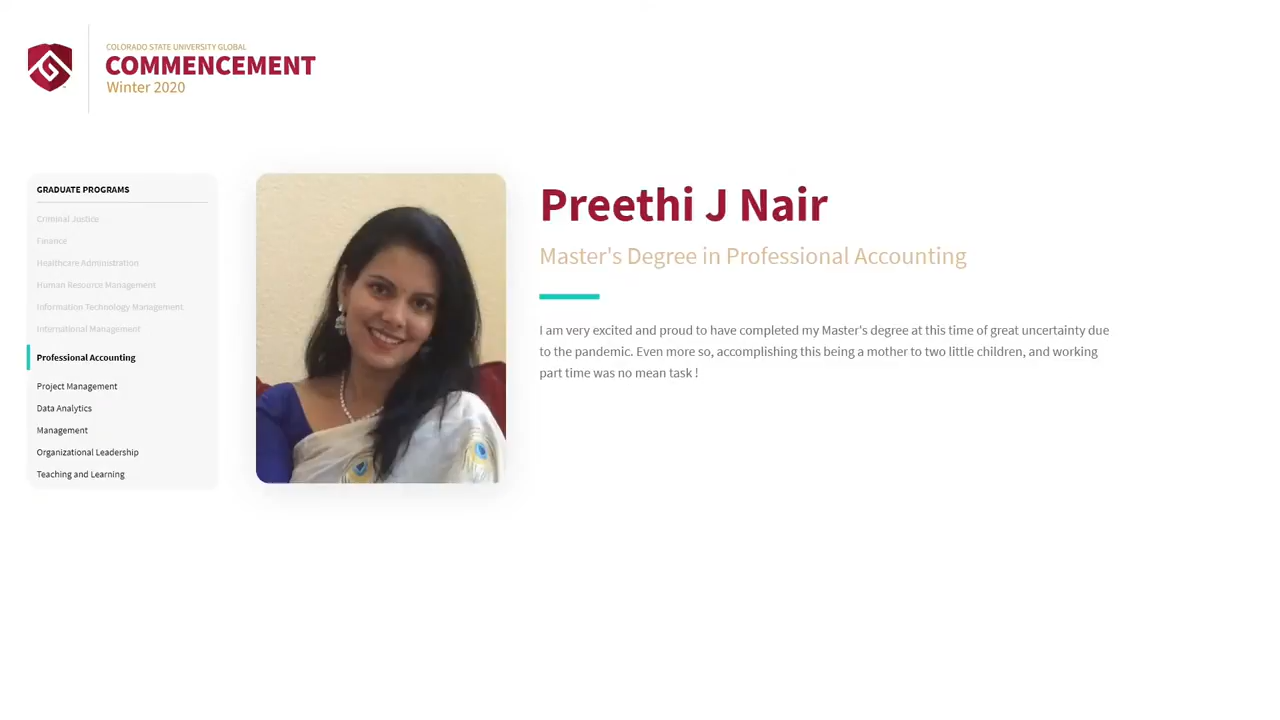 COLORADO STATE UNIVERSITY GLOBAL
COMMENCEMENT
Winter 2020
GRADUATE PROGRAMS
Criminal Justice
Finance
Healthcare Administration
Human Resource Management
Information Technology Management
International Management
Professional Accounting
Project Management
Data Analytics
Management
Organizational Leadership
Teaching and Learning
Preethi J Nair
Master's Degree in Professional Accounting
I am very excited and proud to have completed my Master's degree at this time of great uncertainty due
to the pandemic. Even more so, accomplishing this being a mother to two little children, and working
part time was no mean task !